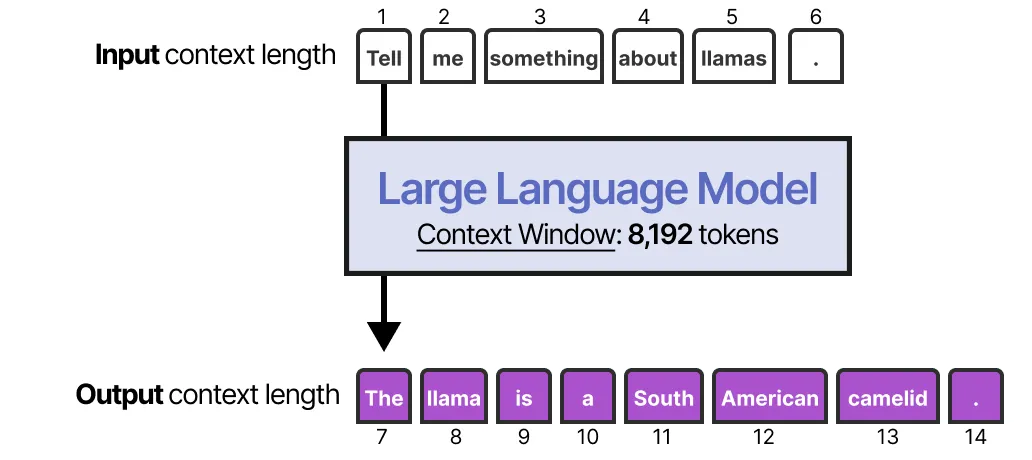 1 2 3 4 5 6
Input context length Tell me something about llamas .
Large Language Model
Context Window: 8,192 tokens
Output context length The llama is a South American camelid .
7 8 9 10 11 12 13 14